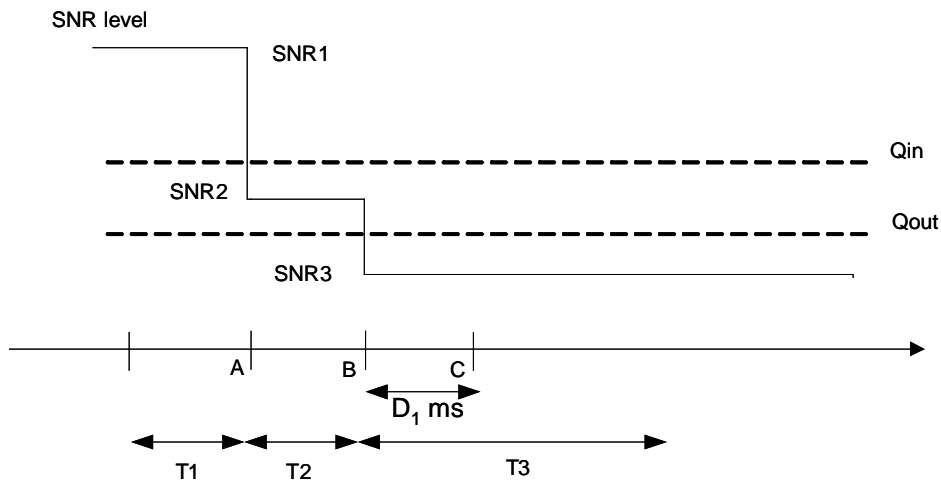 SNR level
SNR1
Qin
SNR2
Qout
SNR3
A
B
C
D₁ ms
T1
T2
T3